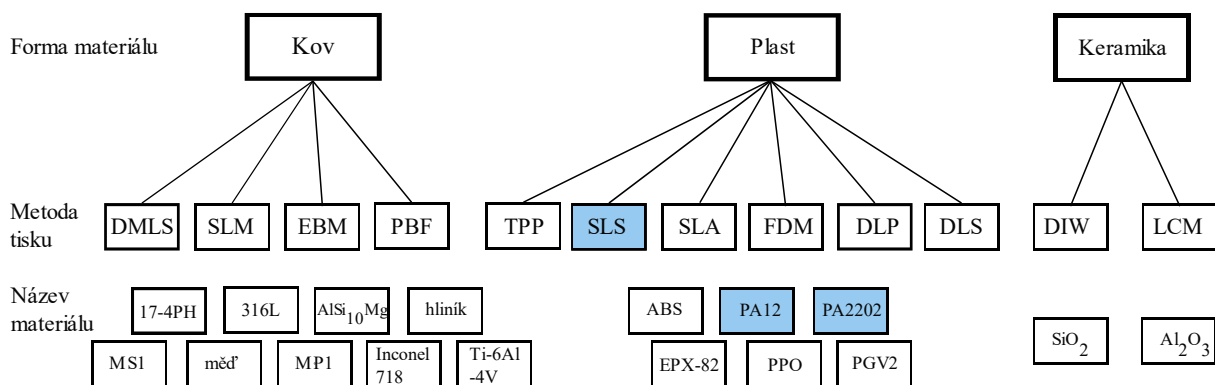 Forma materiálu
Kov
Plast
Keramika
Metoda
tisku
DMLS
SLM
EBM
PBF
TPP
SLS
SLA
FDM
DLP
DLS
DIW
LCM
Název
materiálu
17-4PH
316L
AlSi₁₀Mg
hliník
ABS
PA12
PA2202
MS1
měď
MP1
Inconel
718
Ti-6Al
-4V
EPX-82
PPO
PGV2
SiO₂
Al₂O₃